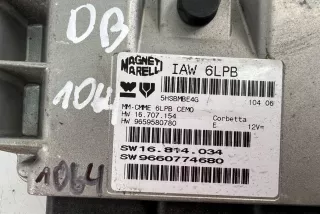 DB
104
MAGNETI
MARELLI
IAW 6LPB
5H3BMBE4G
104 06
MM-CMME 6LPB CEMO
HW 16.707.154
Corbetta
HW 9659580780
E
12V=
SW16.814.034
SW9660774680
1064